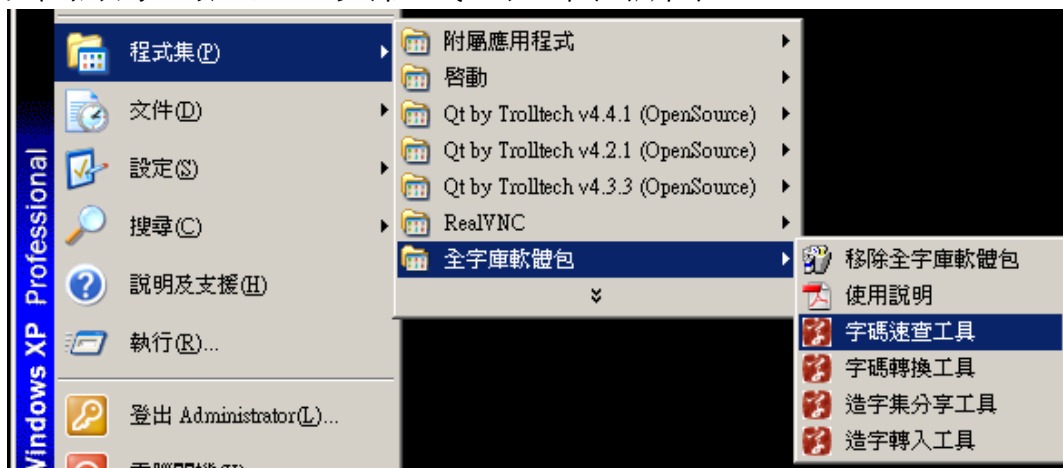 程式集(P)
文件(D)
設定(S)
搜尋(C)
說明及支援(H)
執行(R)...
登出 Administrator(L)...
Windows XP Professional
附屬應用程式
啟動
Qt by Trolltech v4.4.1 (OpenSource)
Qt by Trolltech v4.2.1 (OpenSource)
Qt by Trolltech v4.3.3 (OpenSource)
RealVNC
全字庫軟體包
移除全字庫軟體包
使用說明
字碼速查工具
字碼轉換工具
造字集分享工具
造字轉入工具